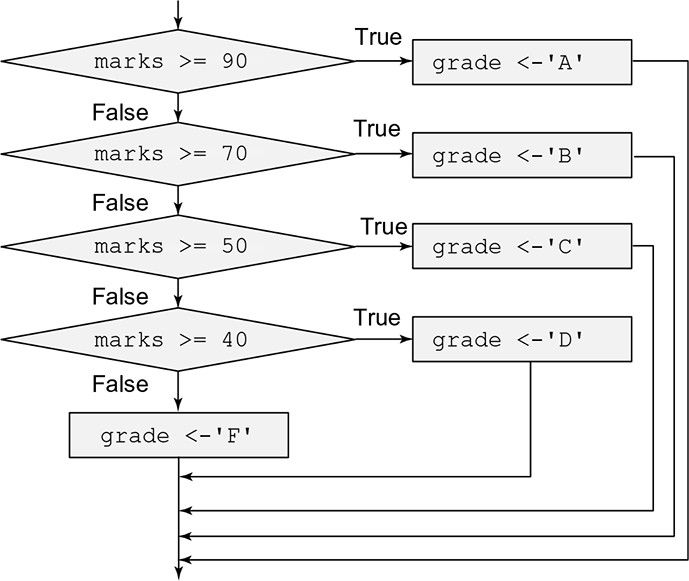 True
marks >= 90
grade <-'A'
False
True
marks >= 70
grade <-'B'
False
True
marks >= 50
grade <-'C'
False
True
marks >= 40
grade <-'D'
False
grade <-'F'